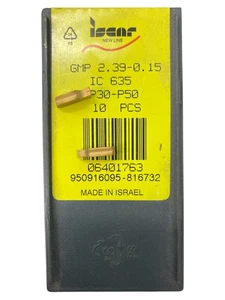 iscar
NEW LINE
GMP 2.39-0.15
IC 635
P30-P50
10 PCS
06401763
950916095-816732
MADE IN ISRAEL